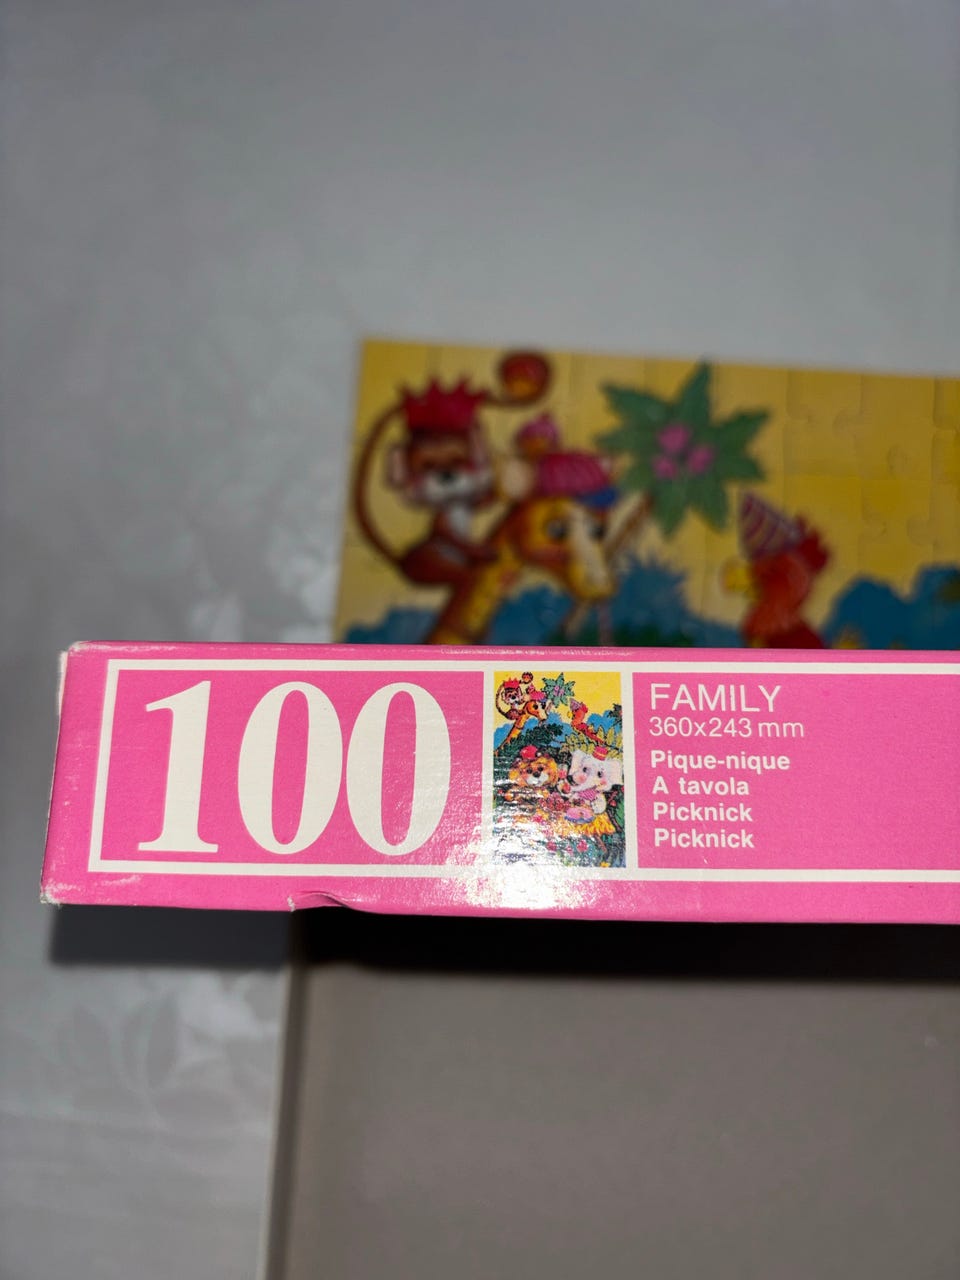 100
FAMILY
360x243 mm
Pique-nique
A tavola
Picknick
Picknick